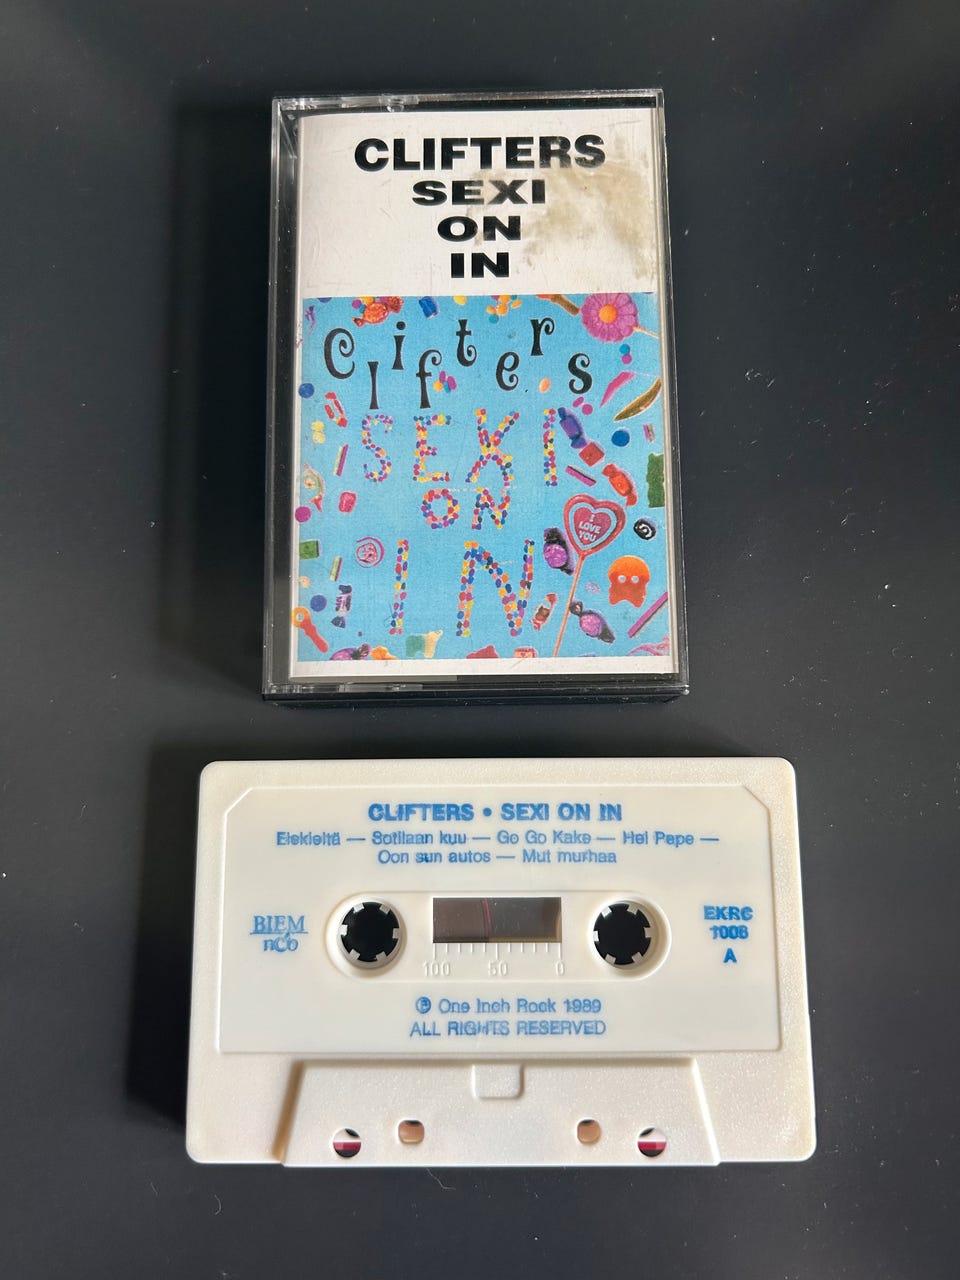 CLIFTERS
SEXI
ON
IN
Clifters
SEXI
ON
IN
I
LOVE
YOU
CLIFTERS • SEXI ON IN
Elekieltä — Sotilaan kuu — Go Go Kake — Hei Pepe —
Oon sun autos — Mut murhaa
BIEM
nCb
EKRC
1008
A
100 50 0
Ⓟ One Inch Rock 1989
ALL RIGHTS RESERVED